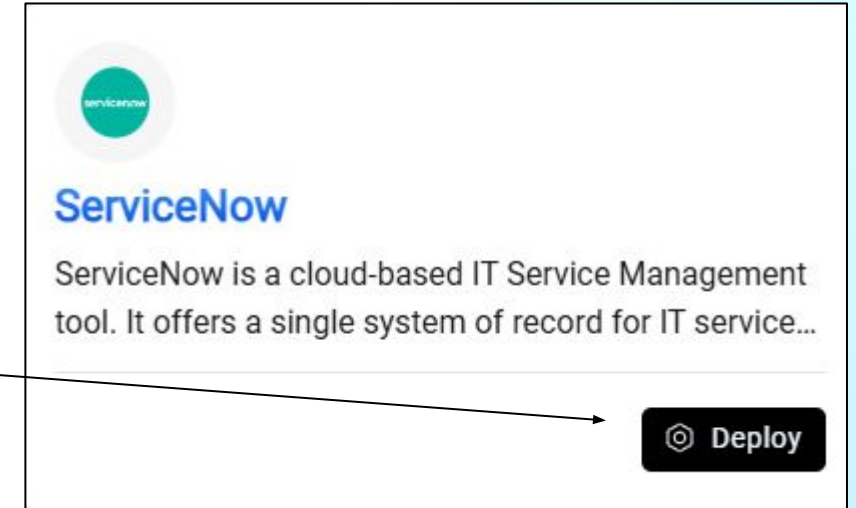 servicenow
ServiceNow
ServiceNow is a cloud-based IT Service Management
tool. It offers a single system of record for IT service...
Deploy